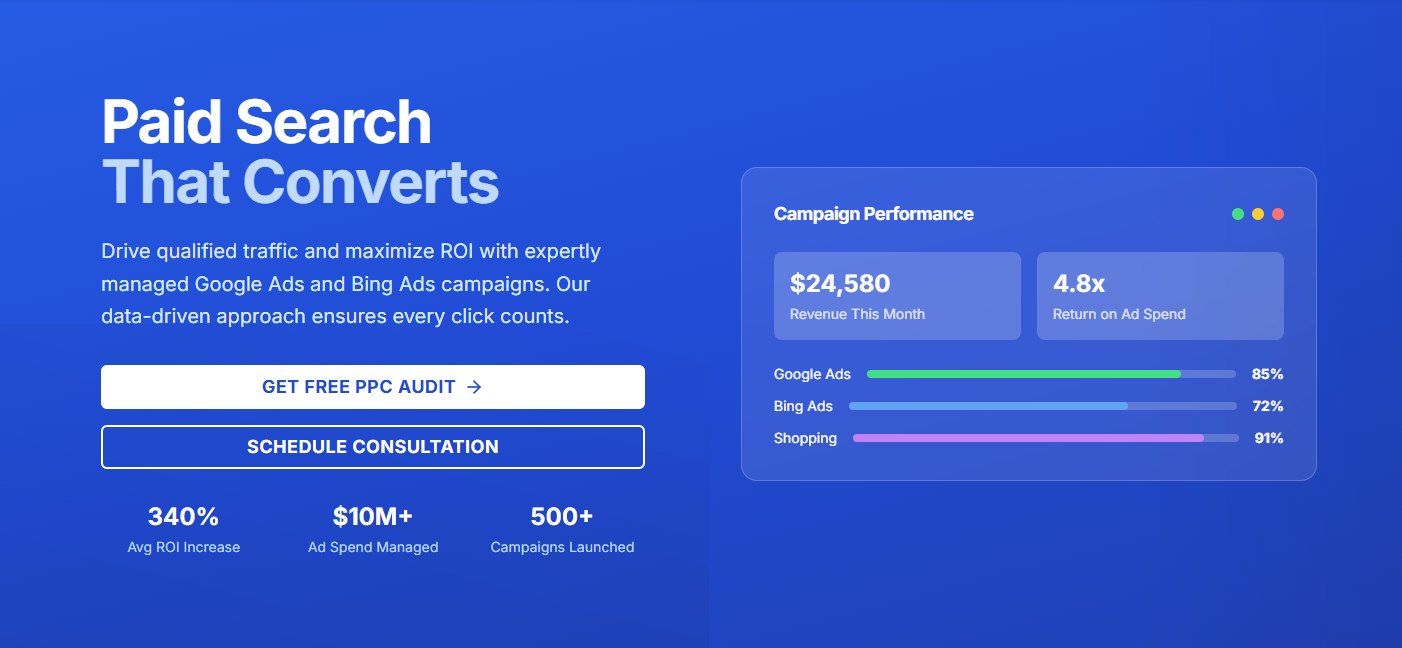 Paid Search
That Converts
Drive qualified traffic and maximize ROI with expertly
managed Google Ads and Bing Ads campaigns. Our
data-driven approach ensures every click counts.
GET FREE PPC AUDIT →
SCHEDULE CONSULTATION
340%
Avg ROI Increase
$10M+
Ad Spend Managed
500+
Campaigns Launched
Campaign Performance
$24,580
Revenue This Month
4.8x
Return on Ad Spend
Google Ads 85%
Bing Ads 72%
Shopping 91%